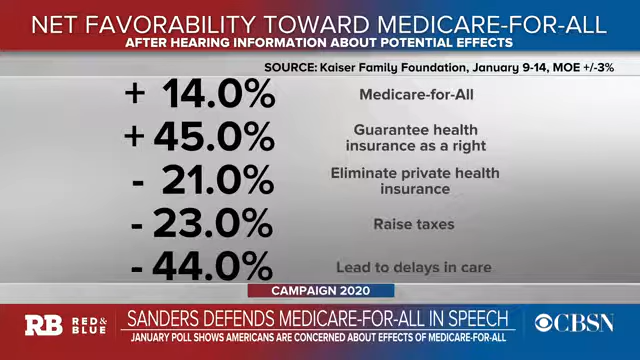 NET FAVORABILITY TOWARD MEDICARE-FOR-ALL
AFTER HEARING INFORMATION ABOUT POTENTIAL EFFECTS
SOURCE: Kaiser Family Foundation, January 9-14, MOE +/-3%
+ 14.0% Medicare-for-All
+ 45.0% Guarantee health
insurance as a right
- 21.0% Eliminate private health
insurance
- 23.0% Raise taxes
- 44.0% Lead to delays in care
CAMPAIGN 2020
RB RED & BLUE
SANDERS DEFENDS MEDICARE-FOR-ALL IN SPEECH
JANUARY POLL SHOWS AMERICANS ARE CONCERNED ABOUT EFFECTS OF MEDICARE-FOR-ALL
CBSN